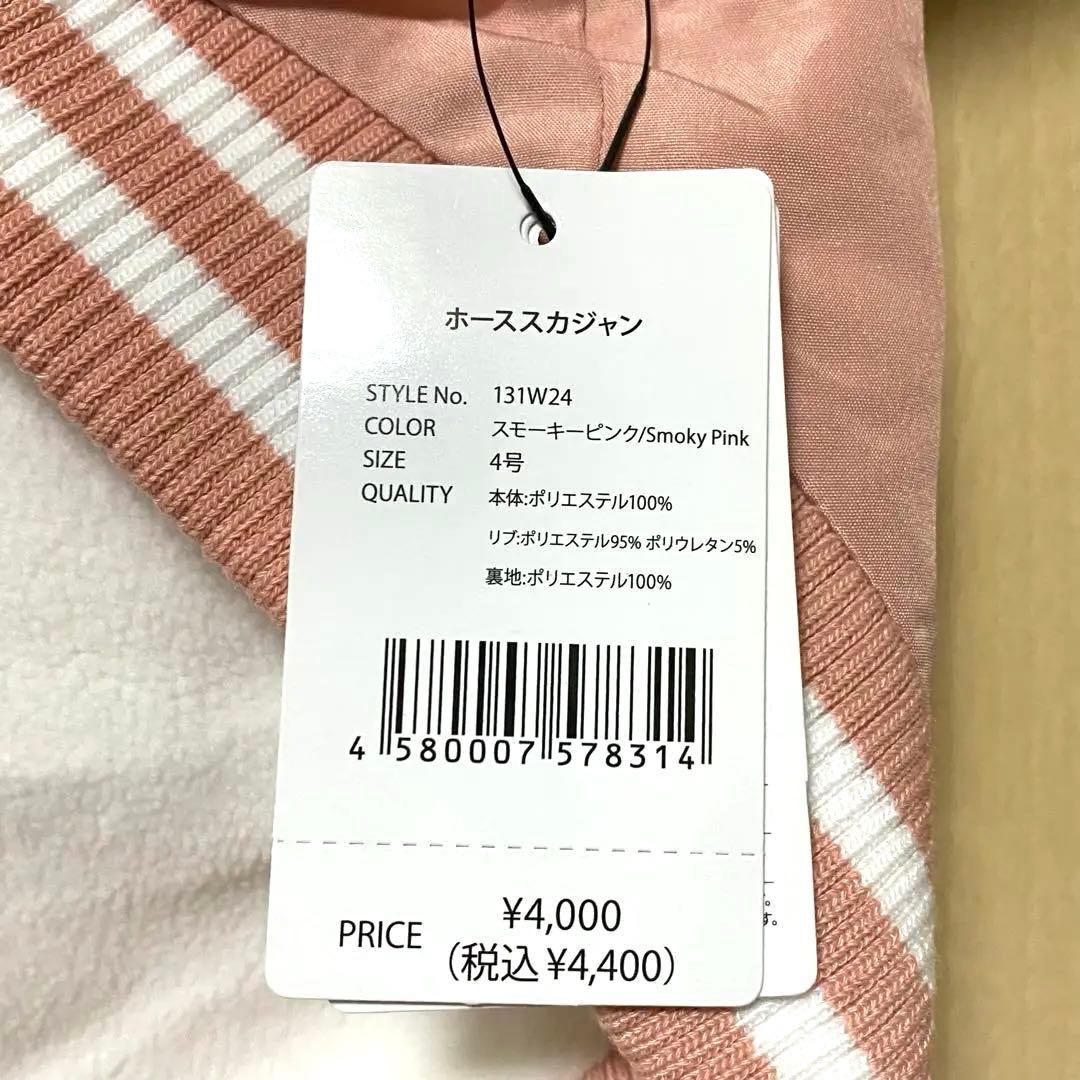 ホーススカジャン
STYLE No. 131W24
COLOR スモーキーピンク/Smoky Pink
SIZE 4号
QUALITY 本体:ポリエステル100%
リブ:ポリエステル95% ポリウレタン5%
裏地:ポリエステル100%
4 580007 578314
¥4,000
PRICE
(税込 ¥4,400)
す。